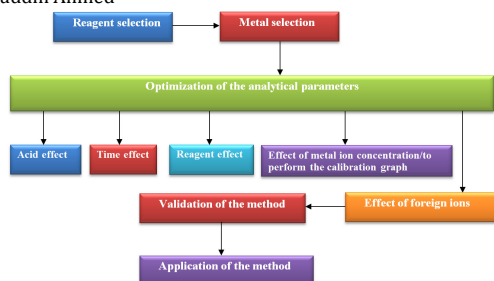 Reagent selection
Metal selection
Optimization of the analytical parameters
Acid effect
Time effect
Reagent effect
Effect of metal ion concentration/to
perform the calibration graph
Validation of the method
Effect of foreign ions
Application of the method